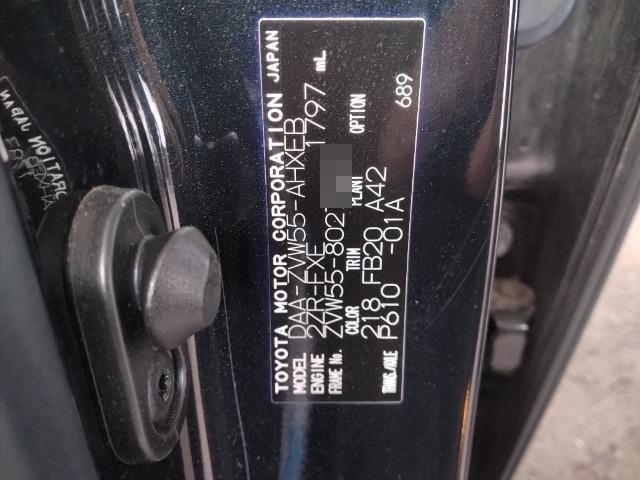 TOYOTA MOTOR CORPORATION JAPAN
MODEL DAA-ZVW55-AHXEB
ENGINE 2ZR-FXE 1797 mL
FRAME No. ZVW55-802
COLOR TRIM PLANT OPTION
218 FB20 A42 689
TRANS./AXLE P610 -01A